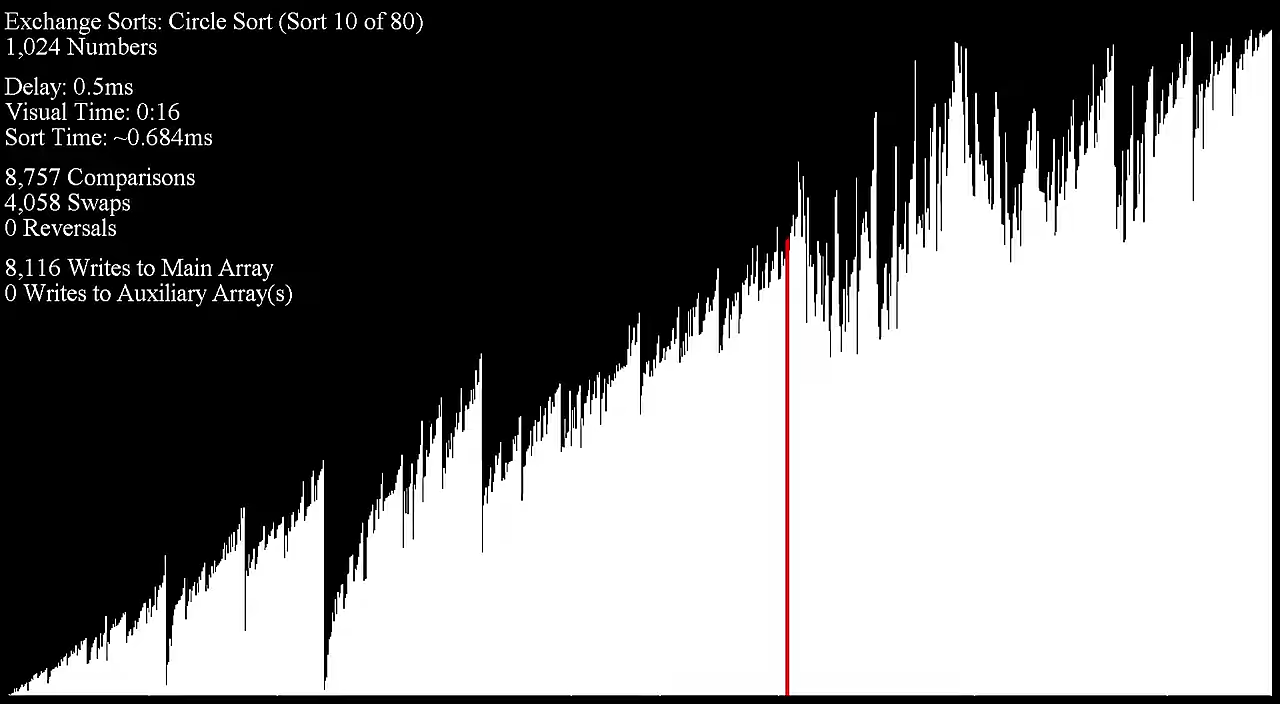 Exchange Sorts: Circle Sort (Sort 10 of 80)
1,024 Numbers
Delay: 0.5ms
Visual Time: 0:16
Sort Time: ~0.684ms
8,757 Comparisons
4,058 Swaps
0 Reversals
8,116 Writes to Main Array
0 Writes to Auxiliary Array(s)